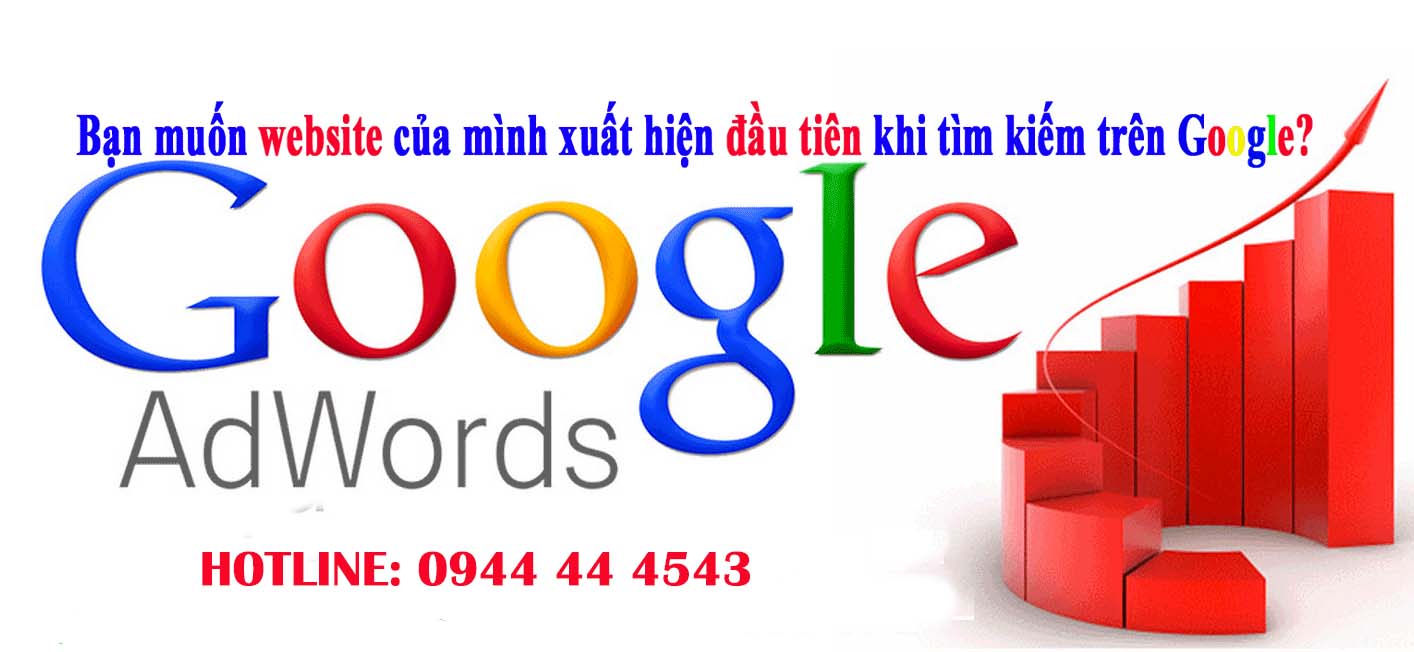 Bạn muốn website của mình xuất hiện đầu tiên khi tìm kiếm trên Google?
Google
AdWords
HOTLINE: 0944 44 4543